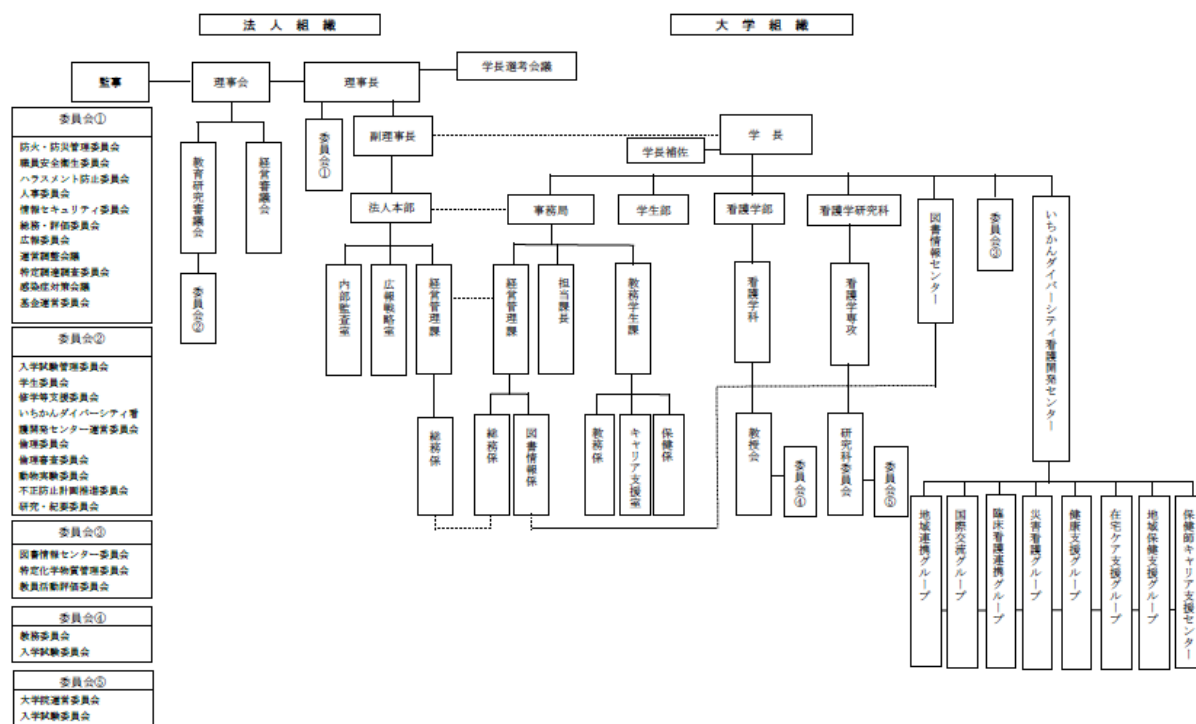 法人組織
大学組織
監事
理事会
理事長
学長選考会議
委員会①
副理事長
学長
学長補佐
教育研究審議会
経営審議会
委員会②
法人本部
事務局
学生部
看護学部
看護学研究科
図書情報センター
委員会③
いちかんダイバーシティ看護開発センター
内部監査室
広報戦略室
経営管理課
経営管理課
担当課長
教務学生課
看護学科
看護学専攻
総務係
総務係
図書情報係
教務係
キャリア支援室
保健係
教授会
委員会④
研究科委員会
委員会⑤
地域連携グループ
国際交流グループ
臨床看護連携グループ
災害看護グループ
健康支援グループ
在宅ケア支援グループ
地域保健支援グループ
保健師キャリア支援センター
委員会①
防火・防災管理委員会
職員安全衛生委員会
ハラスメント防止委員会
人事委員会
情報セキュリティ委員会
総務・評価委員会
広報委員会
運営調整会議
特定調達調査委員会
感染症対策会議
基金運営委員会
委員会②
入学試験管理委員会
学生委員会
修学等支援委員会
いちかんダイバーシティ看
護開発センター運営委員会
倫理委員会
倫理審査委員会
動物実験委員会
不正防止計画推進委員会
研究・紀要委員会
委員会③
図書情報センター委員会
特定化学物質管理委員会
教員活動評価委員会
委員会④
教務委員会
入学試験委員会
委員会⑤
大学院運営委員会
入学試験委員会